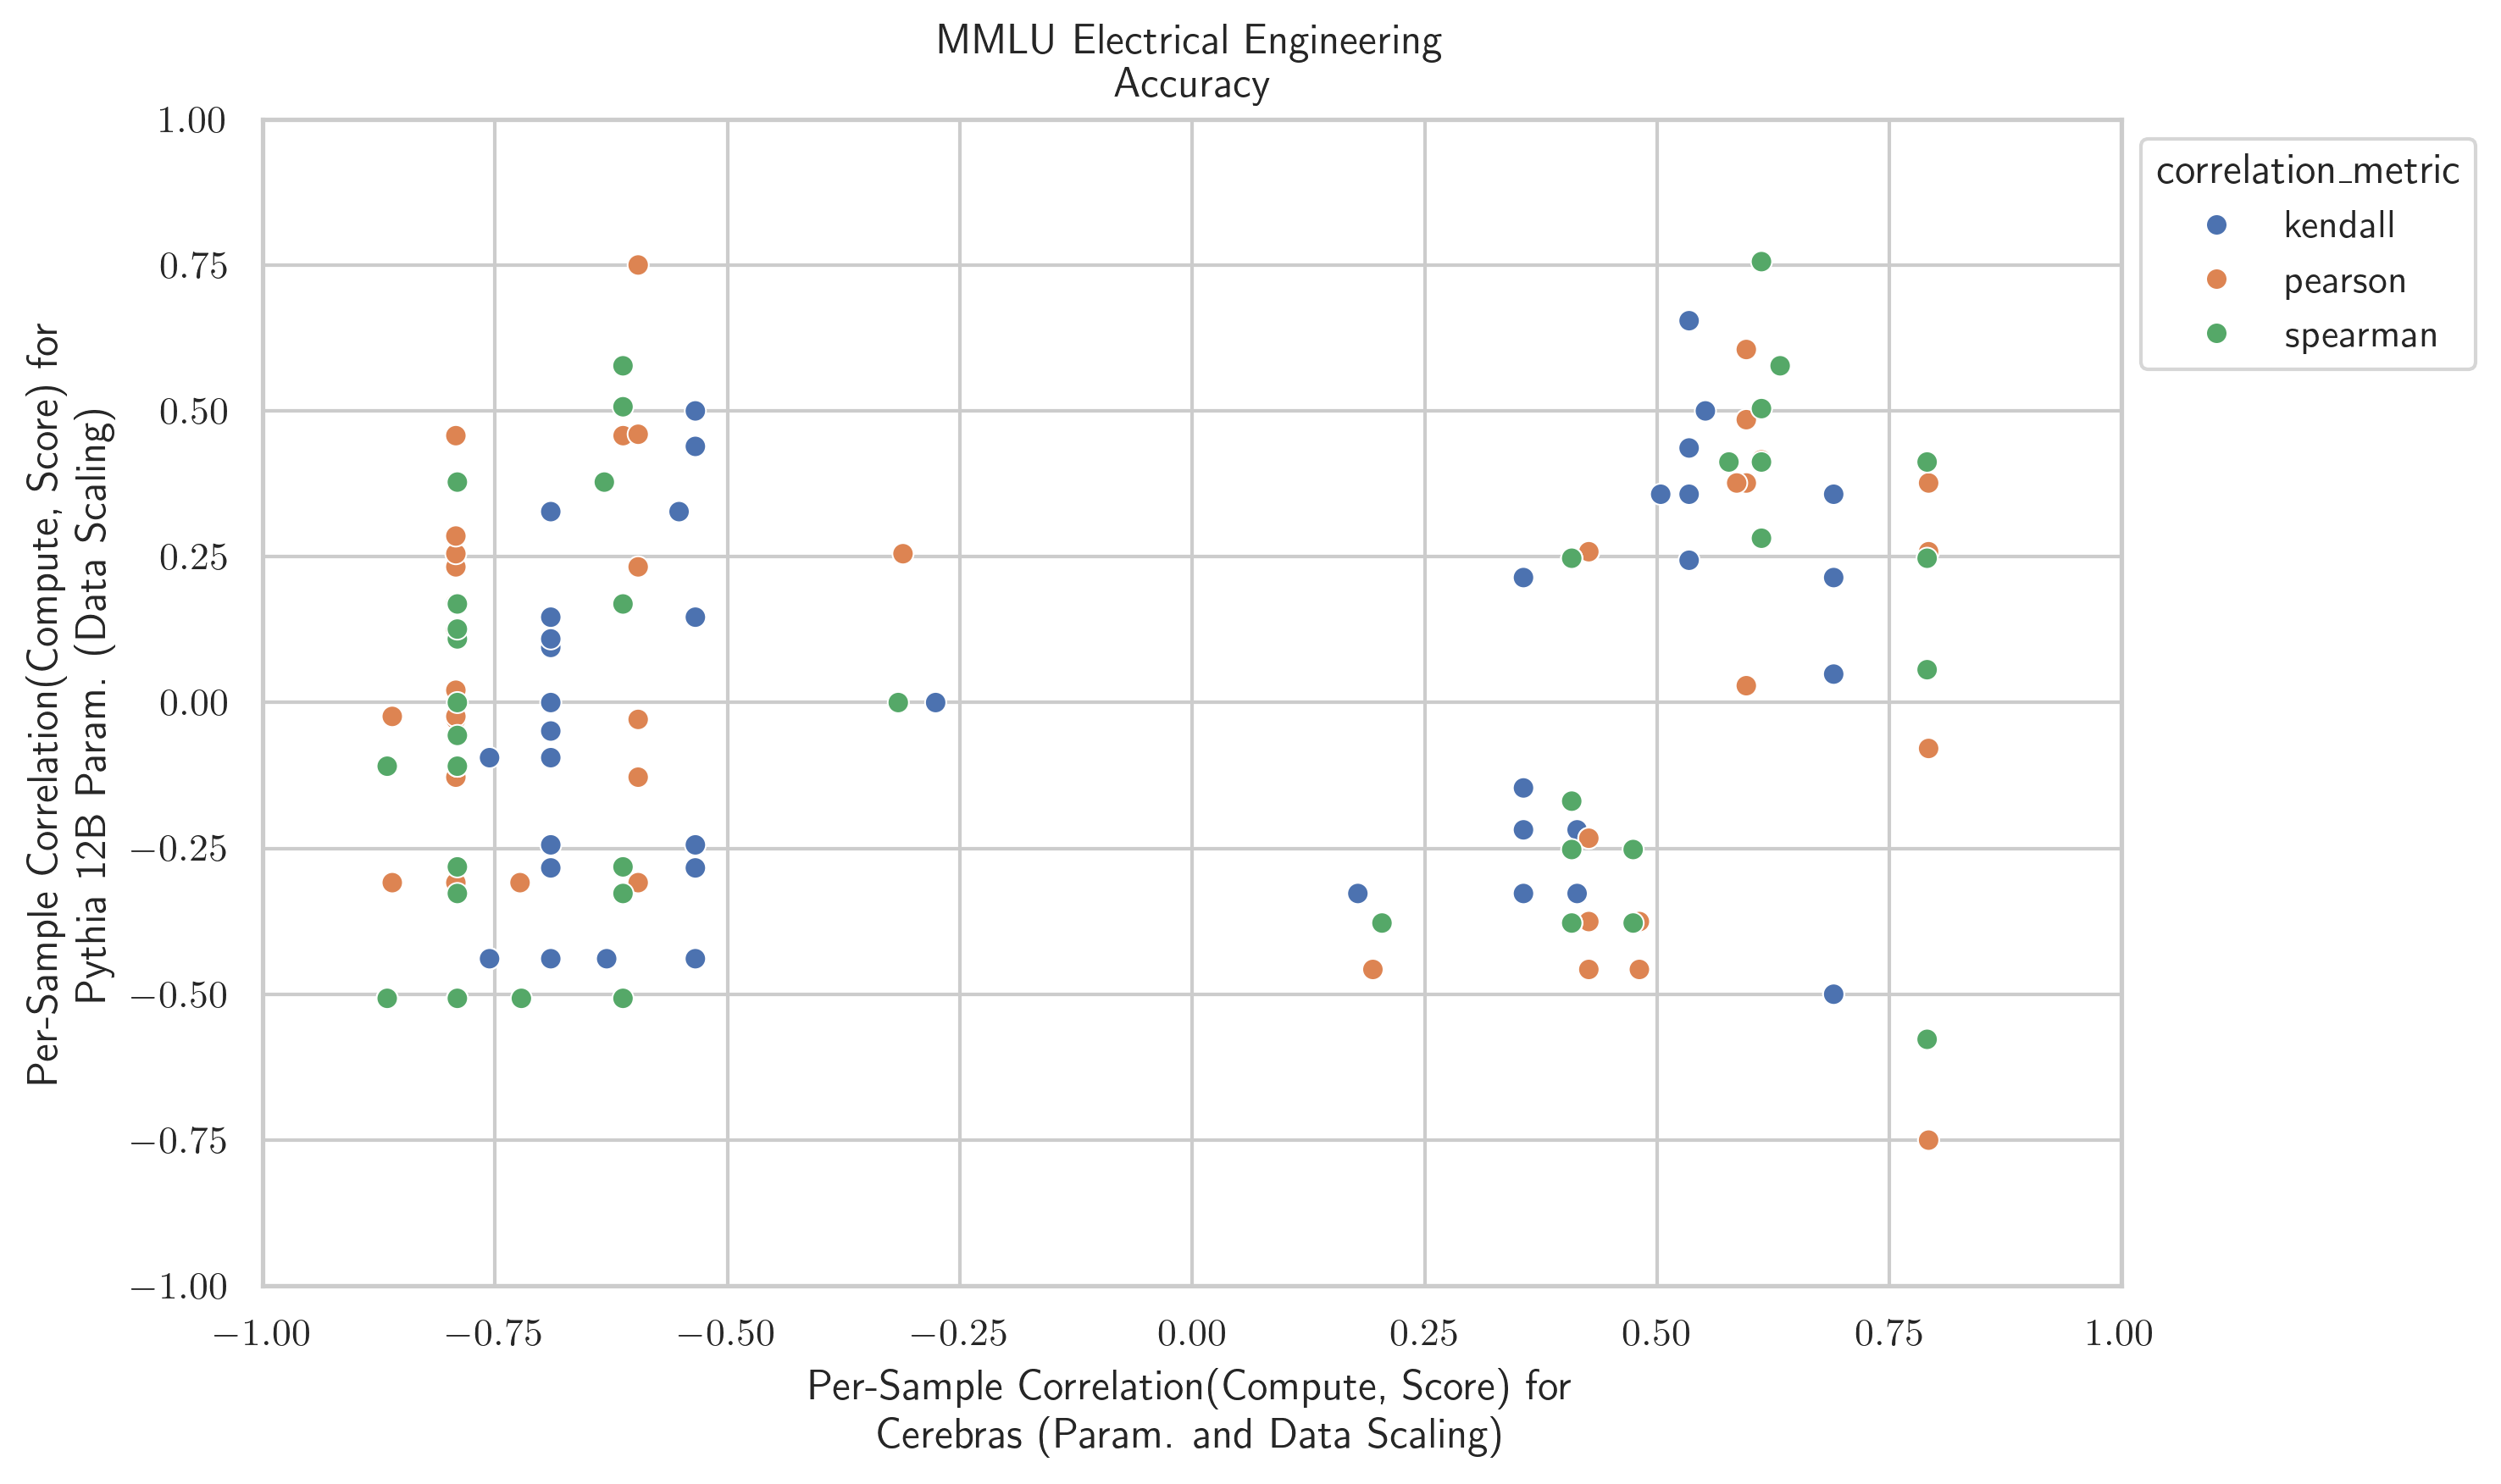 MMLU Electrical Engineering
Accuracy
correlation_metric
kendall
pearson
spearman
Per-Sample Correlation(Compute, Score) for
Pythia 12B Param. (Data Scaling)
1.00
0.75
0.50
0.25
0.00
−0.25
−0.50
−0.75
−1.00
−1.00 −0.75 −0.50 −0.25 0.00 0.25 0.50 0.75 1.00
Per-Sample Correlation(Compute, Score) for
Cerebras (Param. and Data Scaling)